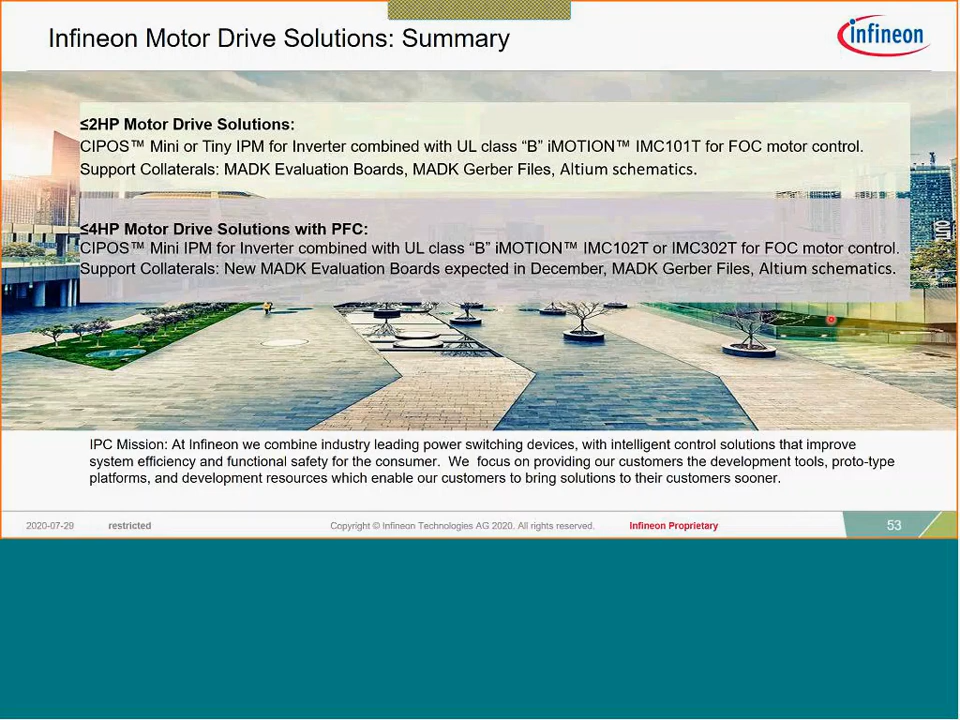 Infineon Motor Drive Solutions: Summary
infineon
≤2HP Motor Drive Solutions:
CIPOS™ Mini or Tiny IPM for Inverter combined with UL class “B” iMOTION™ IMC101T for FOC motor control.
Support Collaterals: MADK Evaluation Boards, MADK Gerber Files, Altium schematics.
≤4HP Motor Drive Solutions with PFC:
CIPOS™ Mini IPM for Inverter combined with UL class “B” iMOTION™ IMC102T or IMC302T for FOC motor control.
Support Collaterals: New MADK Evaluation Boards expected in December, MADK Gerber Files, Altium schematics.
IPC Mission: At Infineon we combine industry leading power switching devices, with intelligent control solutions that improve
system efficiency and functional safety for the consumer. We focus on providing our customers the development tools, proto-type
platforms, and development resources which enable our customers to bring solutions to their customers sooner.
2020-07-29 restricted Copyright © Infineon Technologies AG 2020. All rights reserved. Infineon Proprietary 53